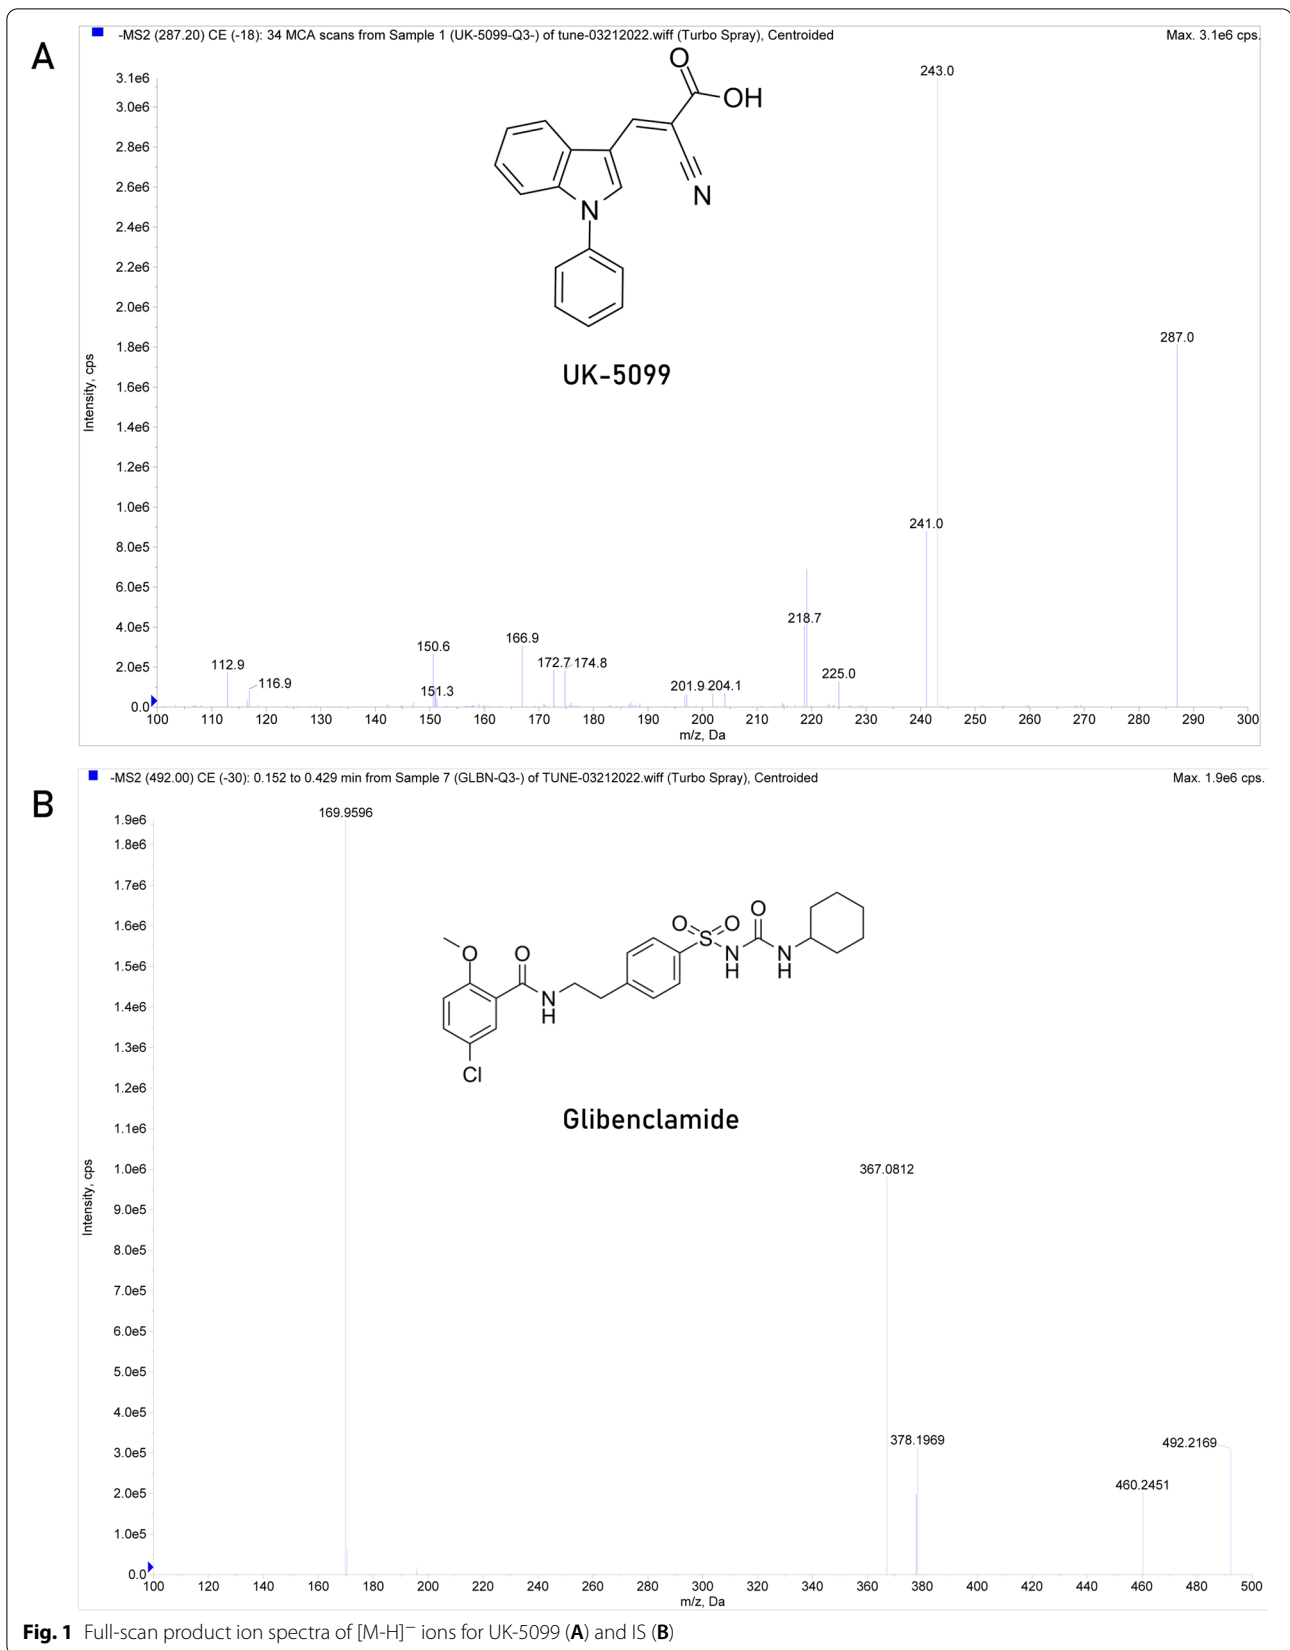 A
-MS2 (287.20) CE (-18): 34 MCA scans from Sample 1 (UK-5099-Q3-) of tune-03212022.wiff (Turbo Spray), Centroided
Max. 3.1e6 cps.
3.1e6
3.0e6
2.8e6
2.6e6
2.4e6
2.2e6
2.0e6
1.8e6
1.6e6
1.4e6
1.2e6
1.0e6
8.0e5
6.0e5
4.0e5
2.0e5
0.0
Intensity, cps
O
OH
N
N
UK-5099
243.0
287.0
241.0
218.7
150.6
166.9
112.9
116.9
151.3
172.7
174.8
201.9
204.1
225.0
100 110 120 130 140 150 160 170 180 190 200 210 220 230 240 250 260 270 280 290 300
m/z, Da
B
-MS2 (492.00) CE (-30): 0.152 to 0.429 min from Sample 7 (GLBN-Q3-) of TUNE-03212022.wiff (Turbo Spray), Centroided
Max. 1.9e6 cps.
1.9e6
1.8e6
1.7e6
1.6e6
1.5e6
1.4e6
1.3e6
1.2e6
1.1e6
1.0e6
9.0e5
8.0e5
7.0e5
6.0e5
5.0e5
4.0e5
3.0e5
2.0e5
1.0e5
0.0
Intensity, cps
169.9596
O
O
N
H
Cl
O
O
S
N
H
O
N
H
Glibenclamide
367.0812
378.1969
492.2169
460.2451
100 120 140 160 180 200 220 240 260 280 300 320 340 360 380 400 420 440 460 480 500
m/z, Da
Fig. 1 Full-scan product ion spectra of [M-H]⁻ ions for UK-5099 (A) and IS (B)